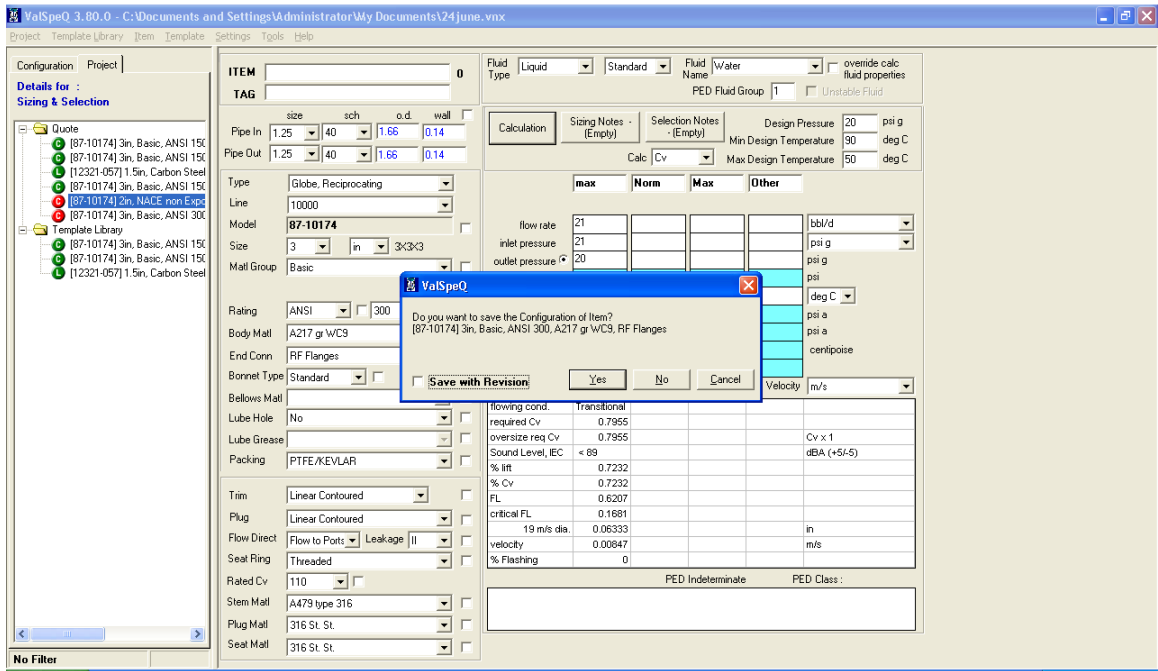 ValSpeQ 3.80.0 - C:\Documents and Settings\Administrator\My Documents\24june.vnx
Project Template Library Item Template Settings Tools Help
Configuration Project
Details for :
Sizing & Selection
Quote
[87-10174] 3in, Basic, ANSI 150
[87-10174] 3in, Basic, ANSI 150
[12321-057] 1.5in, Carbon Steel
[87-10174] 3in, Basic, ANSI 150
[87-10174] 2in, NACE non Expo
[87-10174] 3in, Basic, ANSI 300
Template Library
[87-10174] 3in, Basic, ANSI 150
[87-10174] 3in, Basic, ANSI 150
[12321-057] 1.5in, Carbon Steel
No Filter
ITEM 0
TAG
size sch o.d. wall
Pipe In 1.25 40 1.66 0.14
Pipe Out 1.25 40 1.66 0.14
Type Globe, Reciprocating
Line 10000
Model 87-10174
Size 3 in 3X3X3
Matl Group Basic
Rating ANSI 300
Body Matl A217 gr WC9
End Conn RF Flanges
Bonnet Type Standard
Bellows Matl
Lube Hole No
Lube Grease
Packing PTFE/KEVLAR
Trim Linear Contoured
Plug Linear Contoured
Flow Direct Flow to Ports Leakage II
Seat Ring Threaded
Rated Cv 110
Stem Matl A479 type 316
Plug Matl 316 St. St.
Seat Matl 316 St. St.
Fluid Type Liquid Standard Fluid Name Water override calc fluid properties
PED Fluid Group 1 Unstable Fluid
Calculation Sizing Notes - (Empty) Selection Notes - (Empty) Design Pressure 20 psi g
Min Design Temperature 90 deg C
Calc Cv Max Design Temperature 50 deg C
max Norm Max Other
flow rate 21 bbl/d
inlet pressure 21 psi g
outlet pressure 20 psi g
psi
deg C
psi a
psi a
centipoise
Velocity m/s
ValSpeQ
Do you want to save the Configuration of Item?
[87-10174] 3in, Basic, ANSI 300, A217 gr WC9, RF Flanges
Save with Revision Yes No Cancel
flowing cond. Transitional
required Cv 0.7955
oversize req Cv 0.7955 Cv x 1
Sound Level, IEC < 89 dBA (+5/-5)
% lift 0.7232
% Cv 0.7232
FL 0.6207
critical FL 0.1681
19 m/s dia. 0.06333 in
velocity 0.00847 m/s
% Flashing 0
PED Indeterminate PED Class :